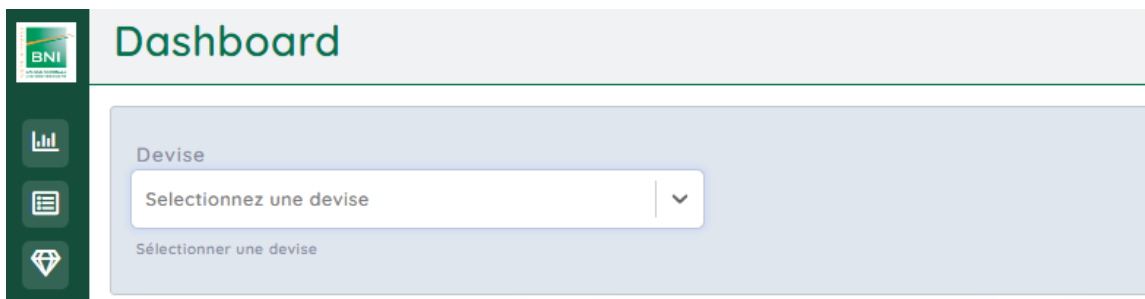 BNI
Dashboard
Devise
Selectionnez une devise
Sélectionner une devise